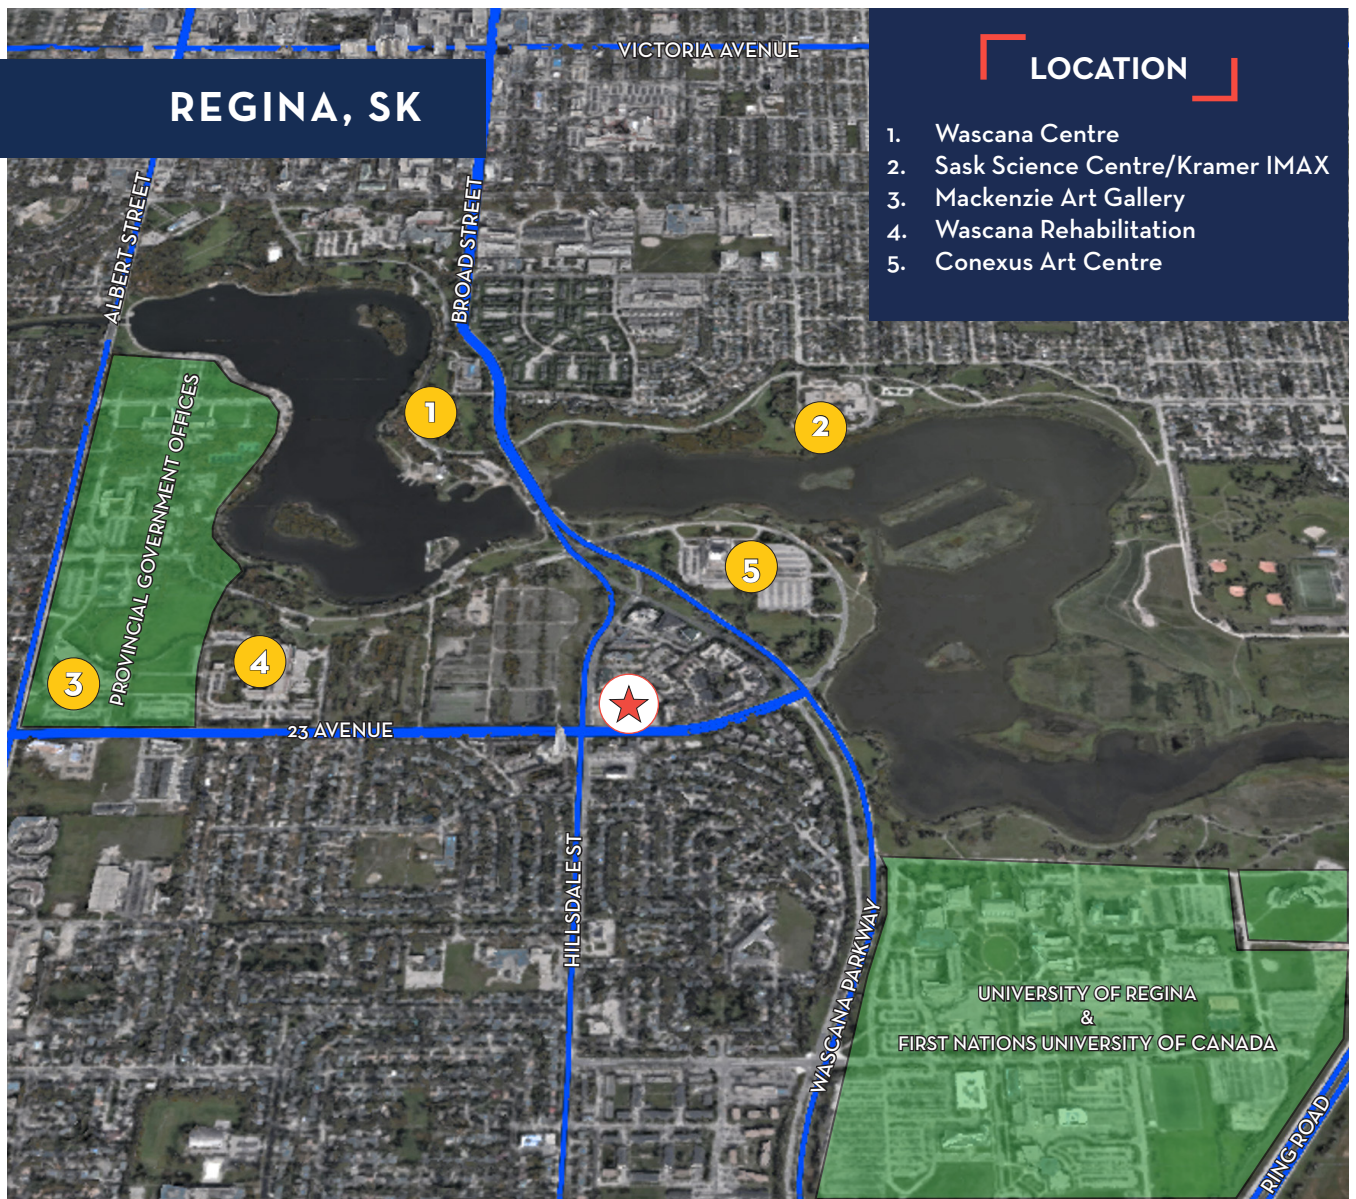 VICTORIA AVENUE
LOCATION
REGINA, SK
1. Wascana Centre
2. Sask Science Centre/Kramer IMAX
3. Mackenzie Art Gallery
4. Wascana Rehabilitation
5. Conexus Art Centre
ALBERT STREET
BROAD STREET
PROVINCIAL GOVERNMENT OFFICES
1
2
5
4
3
23 AVENUE
HILLSDALE ST
WASCANA PARKWAY
UNIVERSITY OF REGINA
&
FIRST NATIONS UNIVERSITY OF CANADA
RING ROAD